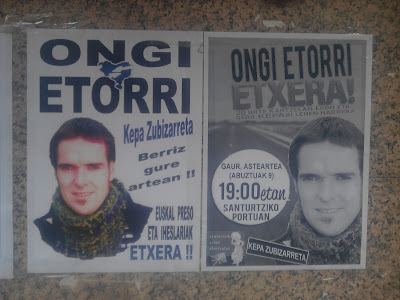 ONGI
ETORRI
Kepa Zubizarreta
Berriz
gure
artean !!
EUSKAL PRESO
ETA IHESLARIAK
ETXERA !!
ONGI ETORRI
ETXERA!
GAUR, ASTEARTEA
(ABUZTUAK 9)
19:00etan
SANTURTZIKO
PORTUAN
KEPA ZUBIZARRETA